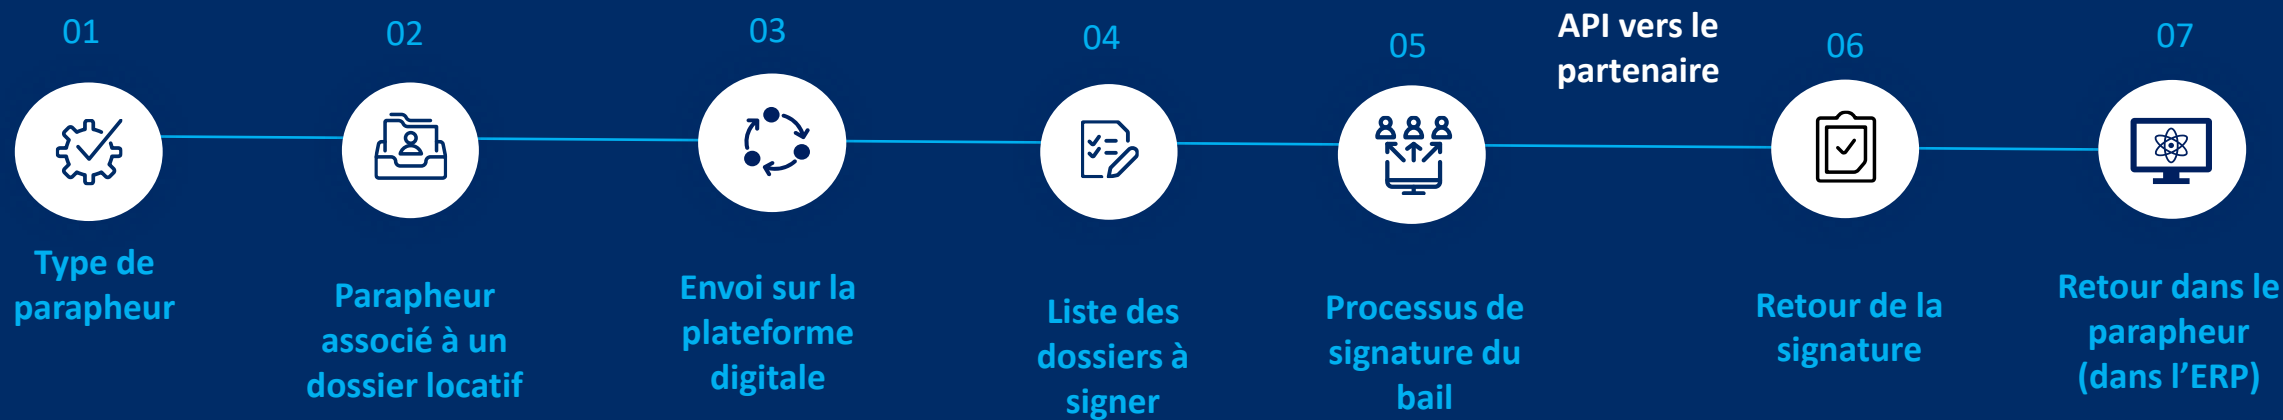 01
Type de
parapheur
02
Parapheur
associé à un
dossier locatif
03
Envoi sur la
plateforme
digitale
04
Liste des
dossiers à
signer
05
Processus de
signature du
bail
API vers le
partenaire
06
Retour de la
signature
07
Retour dans le
parapheur
(dans l’ERP)